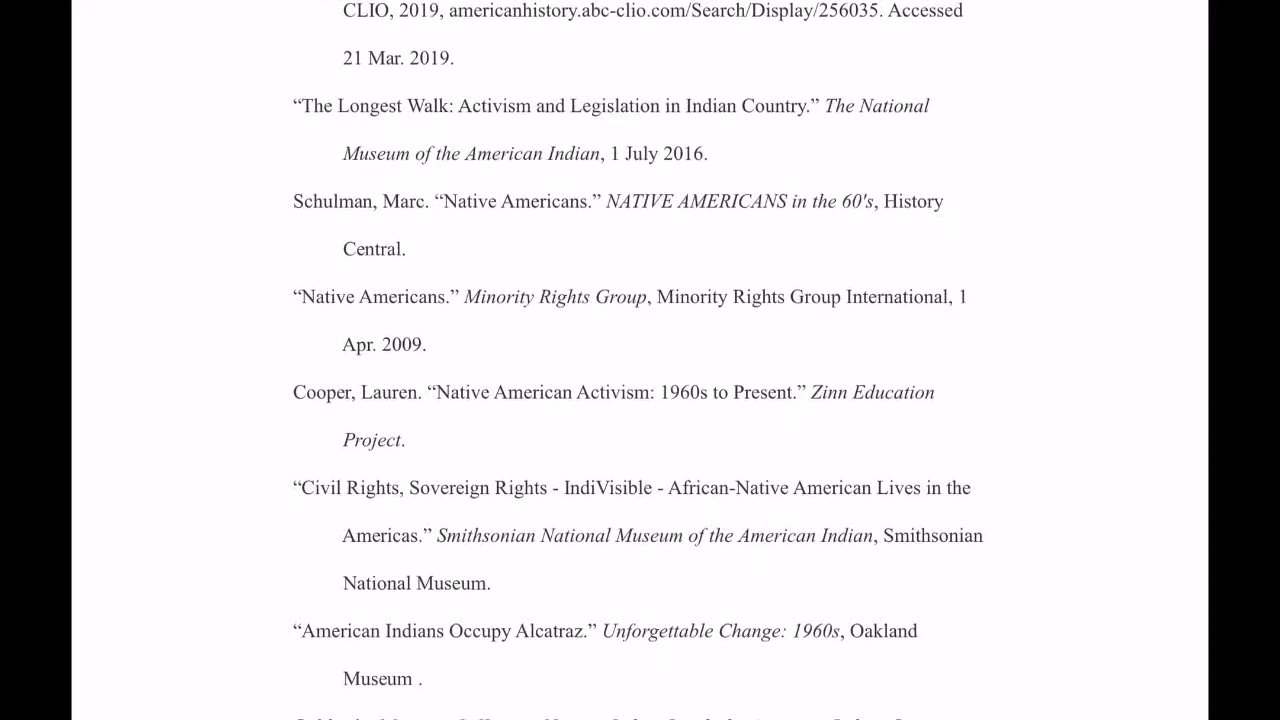 CLIO, 2019, americanhistory.abc-clio.com/Search/Display/256035. Accessed
21 Mar. 2019.
“The Longest Walk: Activism and Legislation in Indian Country.” The National
Museum of the American Indian, 1 July 2016.
Schulman, Marc. “Native Americans.” NATIVE AMERICANS in the 60's, History
Central.
“Native Americans.” Minority Rights Group, Minority Rights Group International, 1
Apr. 2009.
Cooper, Lauren. “Native American Activism: 1960s to Present.” Zinn Education
Project.
“Civil Rights, Sovereign Rights - IndiVisible - African-Native American Lives in the
Americas.” Smithsonian National Museum of the American Indian, Smithsonian
National Museum.
“American Indians Occupy Alcatraz.” Unforgettable Change: 1960s, Oakland
Museum .